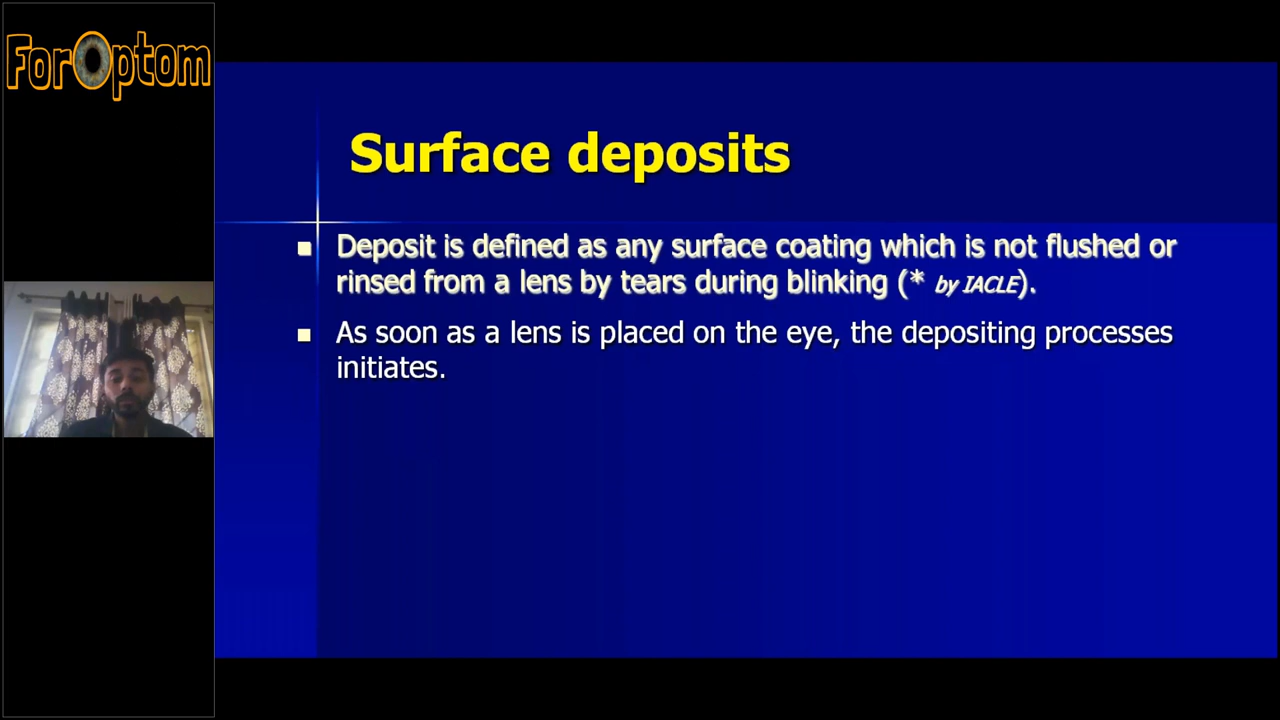 ForOptom
Surface deposits
Deposit is defined as any surface coating which is not flushed or
rinsed from a lens by tears during blinking (* by IACLE).
As soon as a lens is placed on the eye, the depositing processes
initiates.